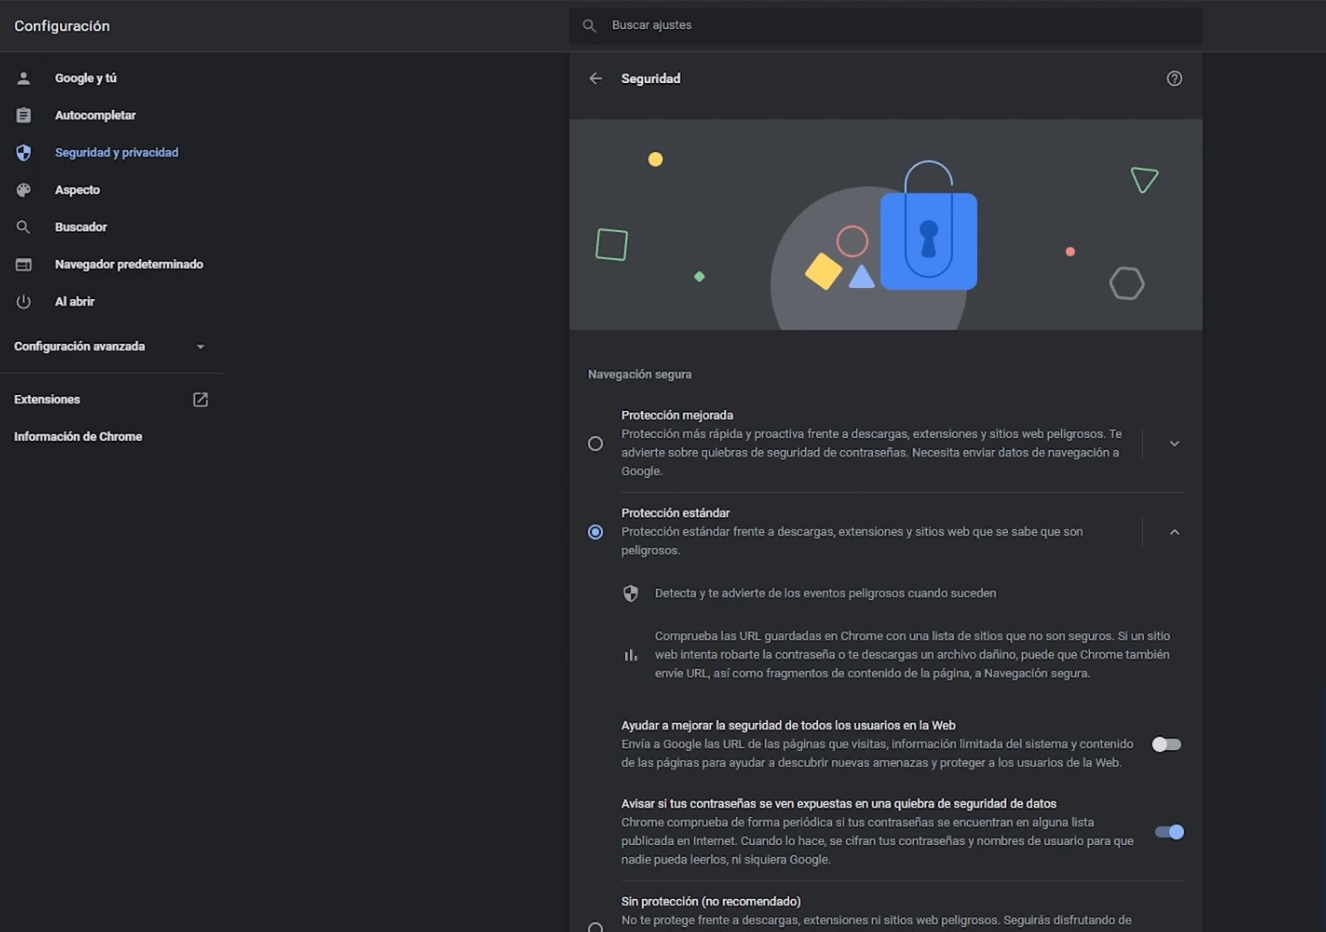 Configuración
Buscar ajustes
Google y tú
Autocompletar
Seguridad y privacidad
Aspecto
Buscador
Navegador predeterminado
Al abrir
Configuración avanzada
Extensiones
Información de Chrome
Seguridad
Navegación segura
Protección mejorada
Protección más rápida y proactiva frente a descargas, extensiones y sitios web peligrosos. Te
advierte sobre quiebras de seguridad de contraseñas. Necesita enviar datos de navegación a
Google.
Protección estándar
Protección estándar frente a descargas, extensiones y sitios web que se sabe que son
peligrosos.
Detecta y te advierte de los eventos peligrosos cuando suceden
Comprueba las URL guardadas en Chrome con una lista de sitios que no son seguros. Si un sitio
web intenta robarte la contraseña o te descargas un archivo dañino, puede que Chrome también
envíe URL, así como fragmentos de contenido de la página, a Navegación segura.
Ayudar a mejorar la seguridad de todos los usuarios en la Web
Envía a Google las URL de las páginas que visitas, información limitada del sistema y contenido
de las páginas para ayudar a descubrir nuevas amenazas y proteger a los usuarios de la Web.
Avisar si tus contraseñas se ven expuestas en una quiebra de seguridad de datos
Chrome comprueba de forma periódica si tus contraseñas se encuentran en alguna lista
publicada en Internet. Cuando lo hace, se cifran tus contraseñas y nombres de usuario para que
nadie pueda leerlos, ni siquiera Google.
Sin protección (no recomendado)
No te protege frente a descargas, extensiones ni sitios web peligrosos. Seguirás disfrutando de